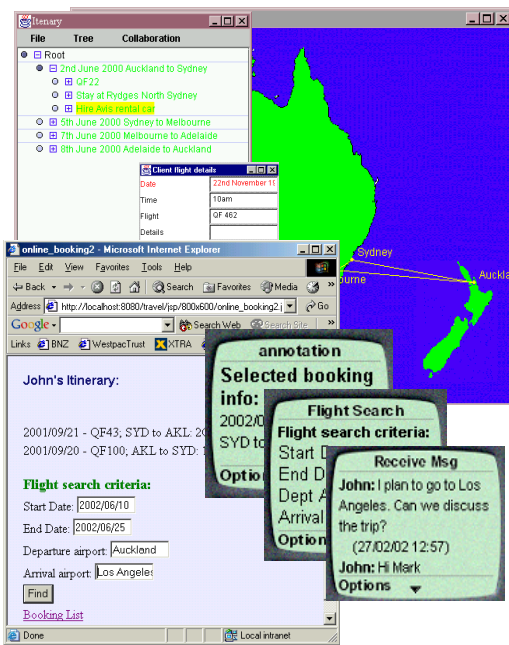 Itenary
File Tree Collaboration
Root
2nd June 2000 Auckland to Sydney
QF22
Stay at Rydges North Sydney
Hire Avis rental car
5th June 2000 Sydney to Melbourne
7th June 2000 Melbourne to Adelaide
8th June 2000 Adelaide to Auckland
Sydney
bourne
Auckla
Client flight details
Date 22nd November 19
Time 10am
Flight QF 462
Details
online_booking2 - Microsoft Internet Explorer
File Edit View Favorites Tools Help
Back Search Favorites Media »
Address http://localhost:8080/travel/jsp/800x600/online_booking2.j Go
Google Search Web Search Site »
Links BNZ WestpacTrust XTRA
John's Itinerary:
2001/09/21 - QF43; SYD to AKL: 20
2001/09/20 - QF100; AKL to SYD: 1
Flight search criteria:
Start Date: 2002/06/10
End Date: 2002/06/25
Departure airport: Auckland
Arrival airport: Los Angeles
Find
Booking List
Done Local intranet
annotation
Selected booking
info:
2002/0
SYD to
Optio
Flight Search
Flight search criteria:
Start D
End D
Dept A
Arrival
Option
Receive Msg
John: I plan to go to Los
Angeles. Can we discuss
the trip?
(27/02/02 12:57)
John: Hi Mark
Options